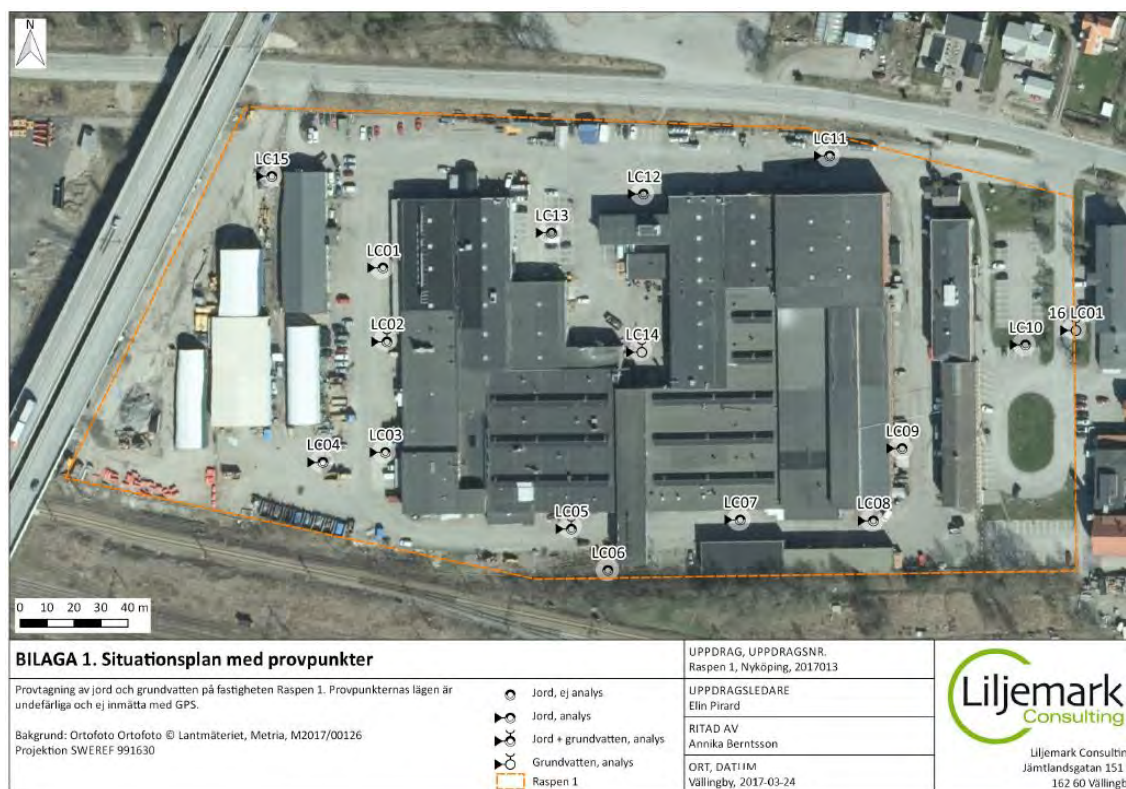 N
LC15
LC11
LC12
LC13
LC01
LC02
LC14
16 LC01
LC10
LC03
LC04
LC09
LC07
LC08
LC05
LC06
0 10 20 30 40 m
BILAGA 1. Situationsplan med provpunkter
Provtagning av jord och grundvatten på fastigheten Raspen 1. Provpunkternas lägen är
undefärliga och ej inmätta med GPS.
Bakgrund: Ortofoto Ortofoto © Lantmäteriet, Metria, M2017/00126
Projektion SWEREF 991630
Jord, ej analys
Jord, analys
Jord + grundvatten, analys
Grundvatten, analys
Raspen 1
UPPDRAG, UPPDRAGSNR.
Raspen 1, Nyköping, 2017013
UPPDRAGSLEDARE
Elin Pirard
RITAD AV
Annika Berntsson
ORT, DATUM
Vällingby, 2017-03-24
Liljemark
Consulting
Liljemark Consultin
Jämtlandsgatan 151
162 60 Vällingb